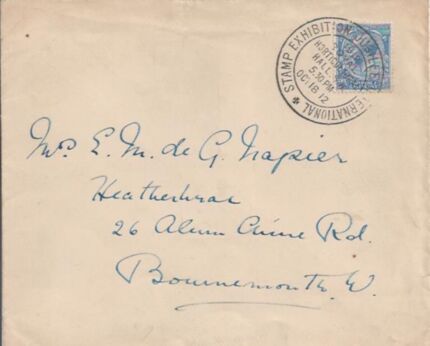 STAMP EXHIBITION JUBILEE INTERNATIONAL
HORTICULTURAL
HALL.
5.30 PM
OC 18 12
Mrs E. M. de G. Napier
Heatherbrae
26 Alum Chine Rd.
Bournemouth. W.